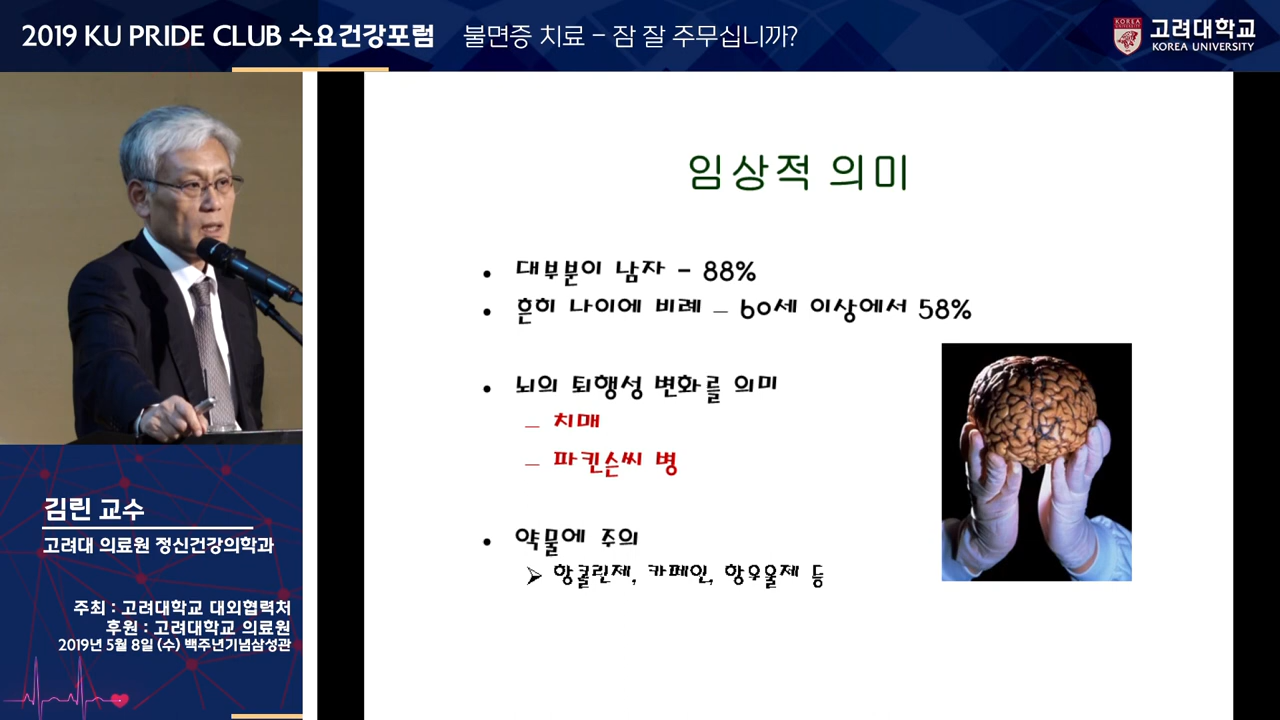 2019 KU PRIDE CLUB 수요건강포럼 불면증 치료 – 잠 잘 주무십니까?
KOREA UNIVERSITY
고려대학교
KOREA UNIVERSITY
임상적 의미
• 대부분이 남자 - 88%
• 흔히 나이에 비례 – 60세 이상에서 58%
• 뇌의 퇴행성 변화를 의미
– 치매
– 파킨슨씨 병
• 약물에 주의
➢ 항콜린제, 카페인, 항우울제 등
김린 교수
고려대 의료원 정신건강의학과
주최 : 고려대학교 대외협력처
후원 : 고려대학교 의료원
2019년 5월 8일 (수) 백주년기념삼성관